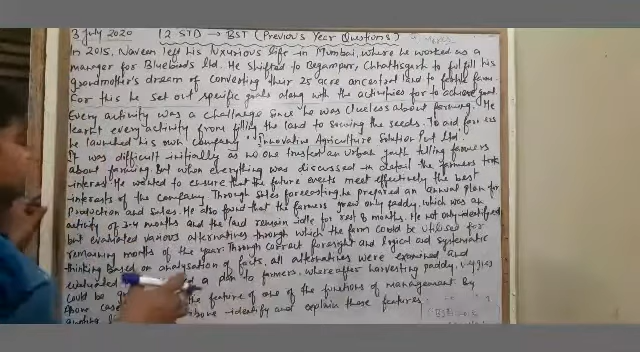 3 July 2020 12 STD → BST (Previous Year Questions)
In 2015, Naveen left his luxurious life in Mumbai, where he worked as a
manager for Bluebirds ltd. He shifted to Begampur, Chhattisgarh to fulfill his
grandmother's dream of converting their 25 acre ancestral land to fertile farm.
For this he set out specific goals along with the activities for to achieve goal.
Every activity was a challenge since he was clueless about farming. He
learnt every activity from filling the land to sowing the seeds. To aid farmers
he launched his own company "Innovative Agriculture Solution Pvt ltd."
It was difficult initially as no one trusted an urban youth telling farmers
about farming. But when everything was discussed in detail the farmers took
interest. He wanted to ensure that the future events meet effectively the best
interests of the company Through Sales forecasting, he prepared an annual plan for
Production and Sales. He also found that the farmers grew only paddy, which was an
activity of 3-4 months and the land remain idle for rest 8 months. He not only identified
but evaluated various alternatives through which the farm could be utilised for
remaining months of the year. Through correct foresight and logical and systematic
thinking based on analysation of facts, all alternatives were examined and
evaluated a plan to farmers, where after harvesting paddy,
could be the feature of one of the functions of management. By
Above case above identify and explain these features.